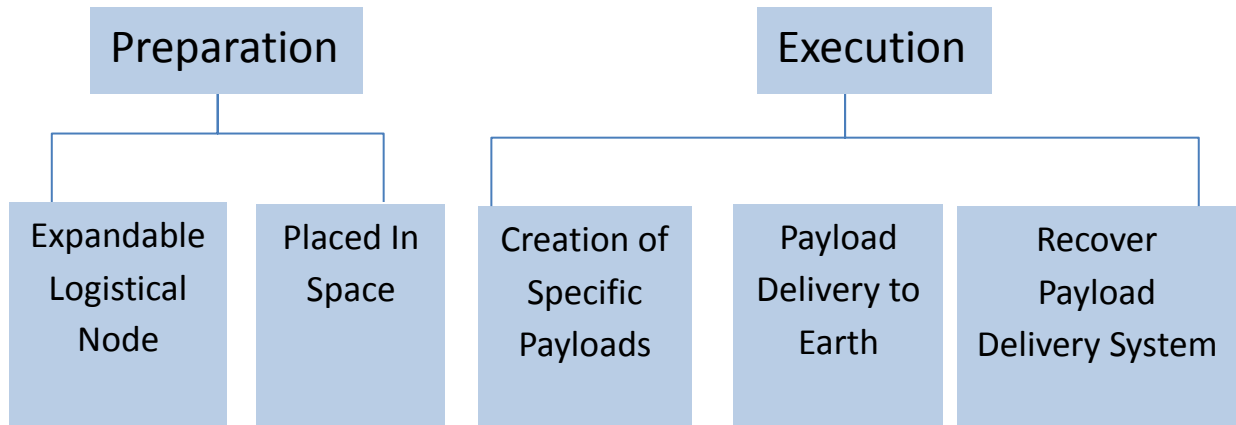 Preparation
Execution
Expandable
Logistical
Node
Placed In
Space
Creation of
Specific
Payloads
Payload
Delivery to
Earth
Recover
Payload
Delivery System